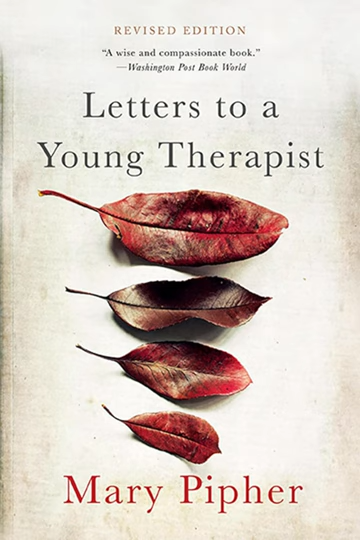 REVISED EDITION
“A wise and compassionate book.”
—Washington Post Book World
Letters to a
Young Therapist
Mary Pipher